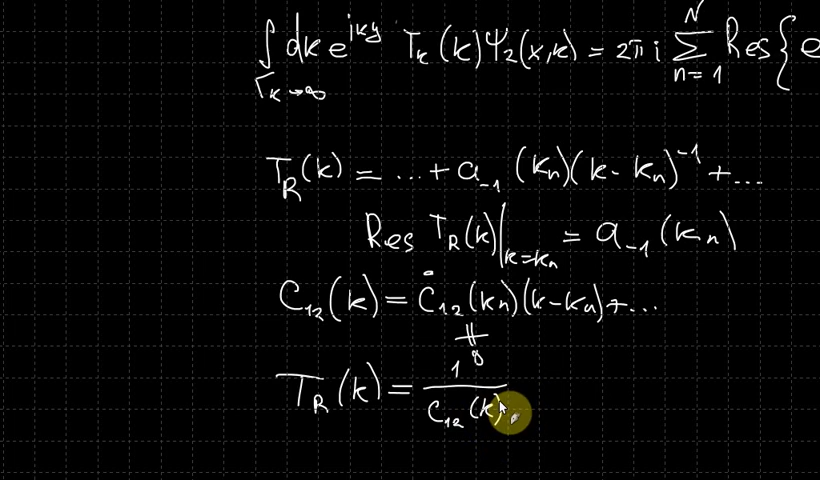 ∫ dk e^{iky} T_R(k) Ψ_2(x,k) = 2πi Σ Res{ e
Γ_{k→∞} n=1 N
T_R(k) = ... + a_{-1}(k_n)(k - k_n)^{-1} + ...
Res T_R(k)|_{k=k_n} = a_{-1}(k_n)
C_{12}(k) = Ċ_{12}(k_n)(k - k_n) + ...
≠ 0
T_R(k) = 1 / C_{12}(k)